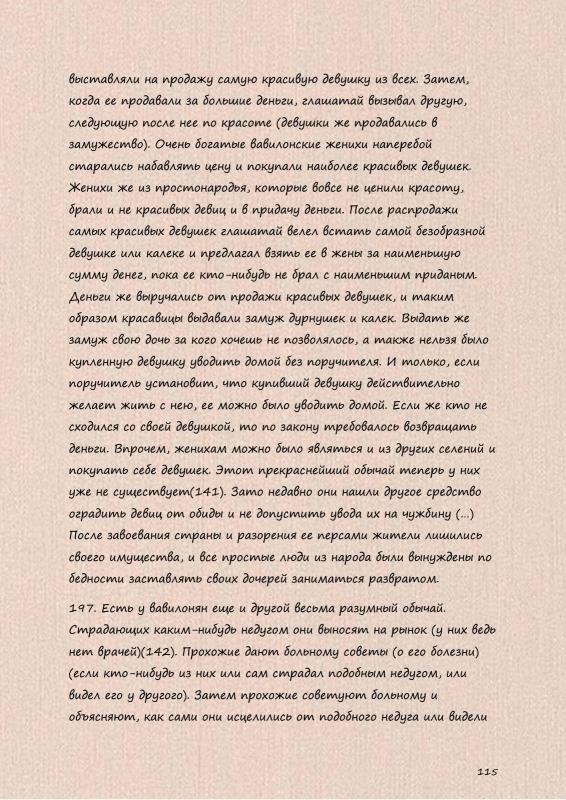 выставляли на продажу самую красивую девушку из всех. Затем,
когда ее продавали за большие деньги, глашатай вызывал другую,
следующую после нее по красоте (девушки же продавались в
замужество). Очень богатые вавилонские женихи наперебой
старались набавлять цену и покупали наиболее красивых девушек.
Женихи же из простонародья, которые вовсе не ценили красоту,
брали и не красивых девиц и в придачу деньги. После распродажи
самых красивых девушек глашатай велел встать самой безобразной
девушке или калеке и предлагал взять ее в жены за наименьшую
сумму денег, пока ее кто-нибудь не брал с наименьшим приданым.
Деньги же выручались от продажи красивых девушек, и таким
образом красавицы выдавали замуж дурнушек и калек. Выдать же
замуж свою дочь за кого хочешь не позволялось, а также нельзя было
купленную девушку уводить домой без поручителя. И только, если
поручитель установит, что купивший девушку действительно
желает жить с нею, ее можно было уводить домой. Если же кто не
сходился со своей девушкой, то по закону требовалось возвращать
деньги. Впрочем, женихам можно было являться и из других селений и
покупать себе девушек. Этот прекраснейший обычай теперь у них
уже не существует(141). Зато недавно они нашли другое средство
оградить девиц от обиды и не допустить увода их на чужбину (...)
После завоевания страны и разорения ее персами жители лишились
своего имущества, и все простые люди из народа были вынуждены по
бедности заставлять своих дочерей заниматься развратом.
197. Есть у вавилонян еще и другой весьма разумный обычай.
Страдающих каким-нибудь недугом они выносят на рынок (у них ведь
нет врачей)(142). Прохожие дают больному советы (о его болезни)
(если кто-нибудь из них или сам страдал подобным недугом, или
видел его у другого). Затем прохожие советуют больному и
объясняют, как сами они исцелились от подобного недуга или видели
115